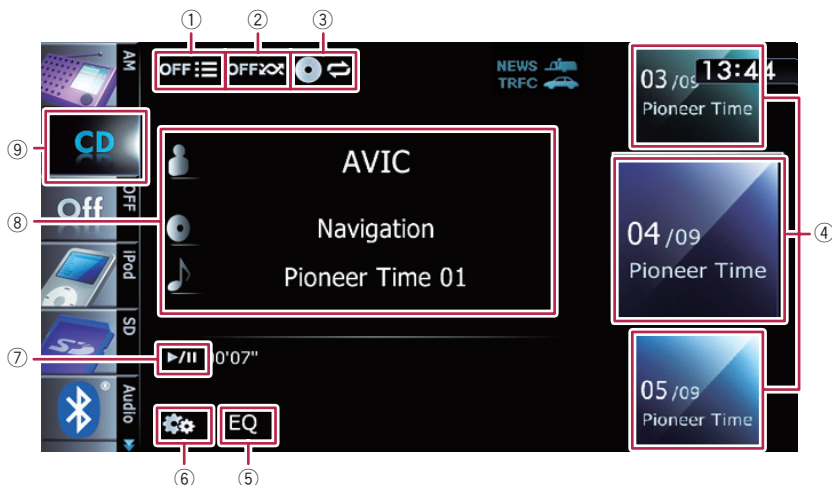 ① ② ③
AM
OFF OFF
NEWS
TRFC
03/09 13:44
Pioneer Time
⑨ CD
Off OFF
⑧ AVIC
Navigation
Pioneer Time 01
04/09 ④
Pioneer Time
iPod
SD
⑦ ►/II 00'07"
05/09
Pioneer Time
Audio
EQ
⑥ ⑤